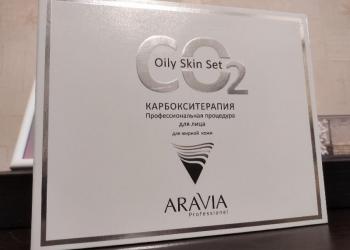 CO2
Oily Skin Set
КАРБОКСИТЕРАПИЯ
Профессиональная процедура
для лица
для жирной кожи
ARAVIA
Professional